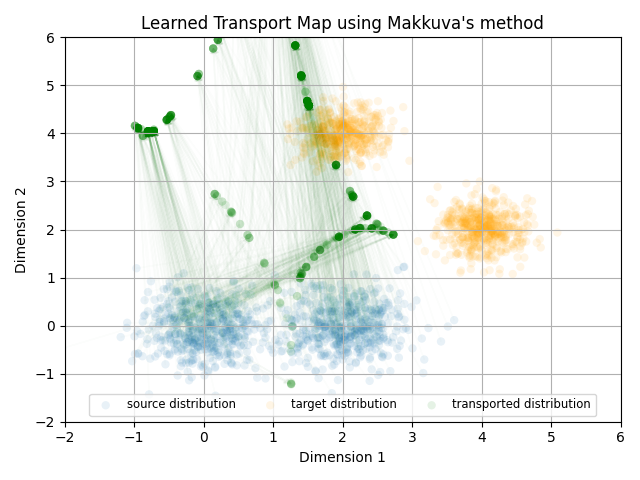 Learned Transport Map using Makkuva's method
6
5
4
3
2
1
0
−1
−2
Dimension 2
source distribution target distribution transported distribution
−2 −1 0 1 2 3 4 5 6
Dimension 1